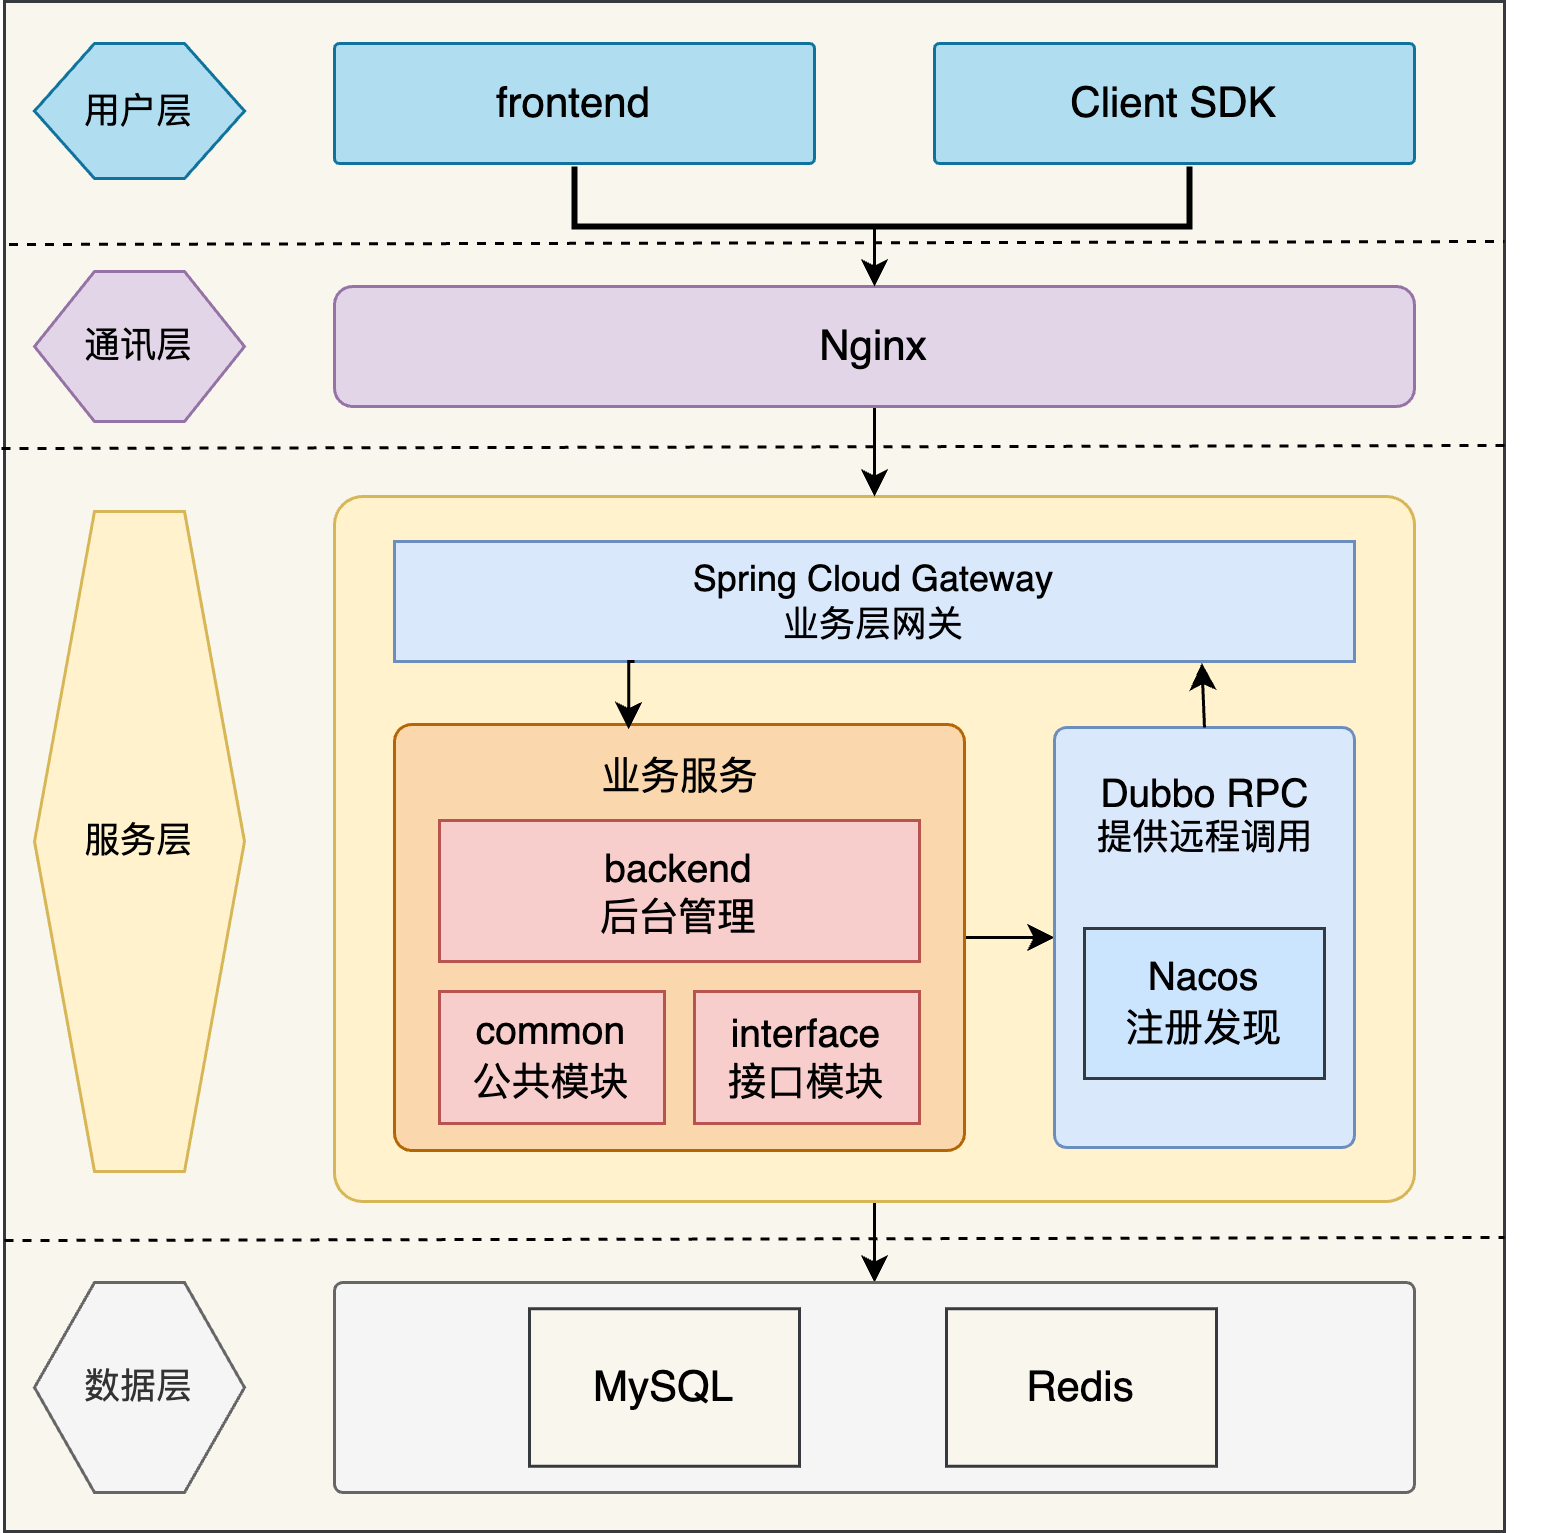 用户层
frontend
Client SDK
通讯层
Nginx
服务层
Spring Cloud Gateway
业务层网关
业务服务
backend
后台管理
common
公共模块
interface
接口模块
Dubbo RPC
提供远程调用
Nacos
注册发现
数据层
MySQL
Redis